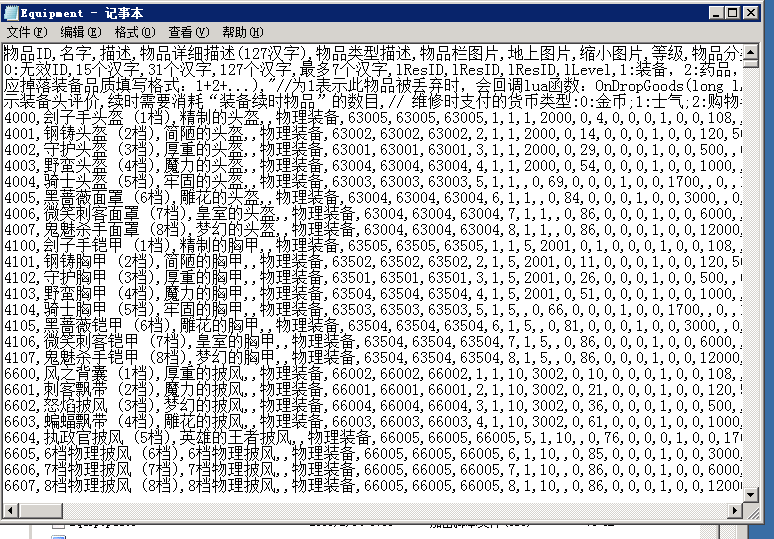 Equipment - 记事本
文件(F) 编辑(E) 格式(O) 查看(V) 帮助(H)
物品ID,名字,描述,物品详细描述(127汉字),物品类型描述,物品栏图片,地上图片,缩小图片,等级,物品分
0:无效ID,15个汉字,31个汉字,127个汉字,最多7个汉字,lResID,lResID,lResID,lLevel,1:装备，2:药品,
应掉落装备品质填写格式：1+2+...),"//为1表示此物品被丢弃时，会回调lua函数：OnDropGoods(long l
示装备头评价,续时需要消耗“装备续时物品”的数目,// 维修时支付的货币类型:0:金币;1:士气;2:购物
4000,刽子手头盔 (1档),精制的头盔,,物理装备,63005,63005,63005,1,1,1,2000,0,4,0,0,0,1,0,0,108,,
4001,钢铸头盔 (2档),简陋的头盔,,物理装备,63002,63002,63002,2,1,1,2000,0,14,0,0,0,1,0,0,120,50
4002,守护头盔 (3档),厚重的头盔,,物理装备,63001,63001,63001,3,1,1,2000,0,29,0,0,0,1,0,0,500,,0
4003,野蛮头盔 (4档),魔力的头盔,,物理装备,63004,63004,63004,4,1,1,2000,0,54,0,0,0,1,0,0,1000,,
4004,骑士头盔 (5档),牢固的头盔,,物理装备,63003,63003,63003,5,1,1,,0,69,0,0,0,1,0,0,1700,,0,
4005,黑蔷薇面罩 (6档),雕花的头盔,,物理装备,63004,63004,63004,6,1,1,,0,84,0,0,0,1,0,0,3000,,0,
4006,微笑刺客面罩 (7档),皇室的头盔,,物理装备,63004,63004,63004,7,1,1,,0,86,0,0,0,1,0,0,6000,
4007,鬼魅杀手面罩 (8档),梦幻的头盔,,物理装备,63004,63004,63004,8,1,1,,0,86,0,0,0,1,0,0,12000
4100,刽子手铠甲 (1档),精制的胸甲,,物理装备,63505,63505,63505,1,1,5,2001,0,1,0,0,0,1,0,0,108,,
4101,钢铸胸甲 (2档),简陋的胸甲,,物理装备,63502,63502,63502,2,1,5,2001,0,11,0,0,0,1,0,0,120,50
4102,守护胸甲 (3档),厚重的胸甲,,物理装备,63501,63501,63501,3,1,5,2001,0,26,0,0,0,1,0,0,500,,0
4103,野蛮胸甲 (4档),魔力的胸甲,,物理装备,63504,63504,63504,4,1,5,2001,0,51,0,0,0,1,0,0,1000,,
4104,骑士胸甲 (5档),牢固的胸甲,,物理装备,63503,63503,63503,5,1,5,,0,66,0,0,0,1,0,0,1700,,0,
4105,黑蔷薇铠甲 (6档),雕花的胸甲,,物理装备,63504,63504,63504,6,1,5,,0,81,0,0,0,1,0,0,3000,,0,
4106,微笑刺客铠甲 (7档),皇室的胸甲,,物理装备,63504,63504,63504,7,1,5,,0,86,0,0,0,1,0,0,6000,
4107,鬼魅杀手铠甲 (8档),梦幻的胸甲,,物理装备,63504,63504,63504,8,1,5,,0,86,0,0,0,1,0,0,12000
6600,风之背囊 (1档),厚重的披风,,物理装备,66002,66002,66002,1,1,10,3002,0,10,0,0,0,1,0,0,108,,
6601,刺客飘带 (2档),魔力的披风,,物理装备,66001,66001,66001,2,1,10,3002,0,21,0,0,0,1,0,0,120,5
6602,怒焰披风 (3档),梦幻的披风,,物理装备,66004,66004,66004,3,1,10,3002,0,36,0,0,0,1,0,0,500,,
6603,蝙蝠飘带 (4档),雕花的披风,,物理装备,66003,66003,66003,4,1,10,3002,0,61,0,0,0,1,0,0,1000,
6604,执政官披风 (5档),英雄的王者披风,,物理装备,66005,66005,66005,5,1,10,,0,76,0,0,0,1,0,0,170
6605,6档物理披风 (6档),6档物理披风,,物理装备,66005,66005,66005,6,1,10,,0,85,0,0,0,1,0,0,3000,
6606,7档物理披风 (7档),7档物理披风,,物理装备,66005,66005,66005,7,1,10,,0,86,0,0,0,1,0,0,6000,
6607,8档物理披风 (8档),8档物理披风,,物理装备,66005,66005,66005,8,1,10,,0,86,0,0,0,1,0,0,12000